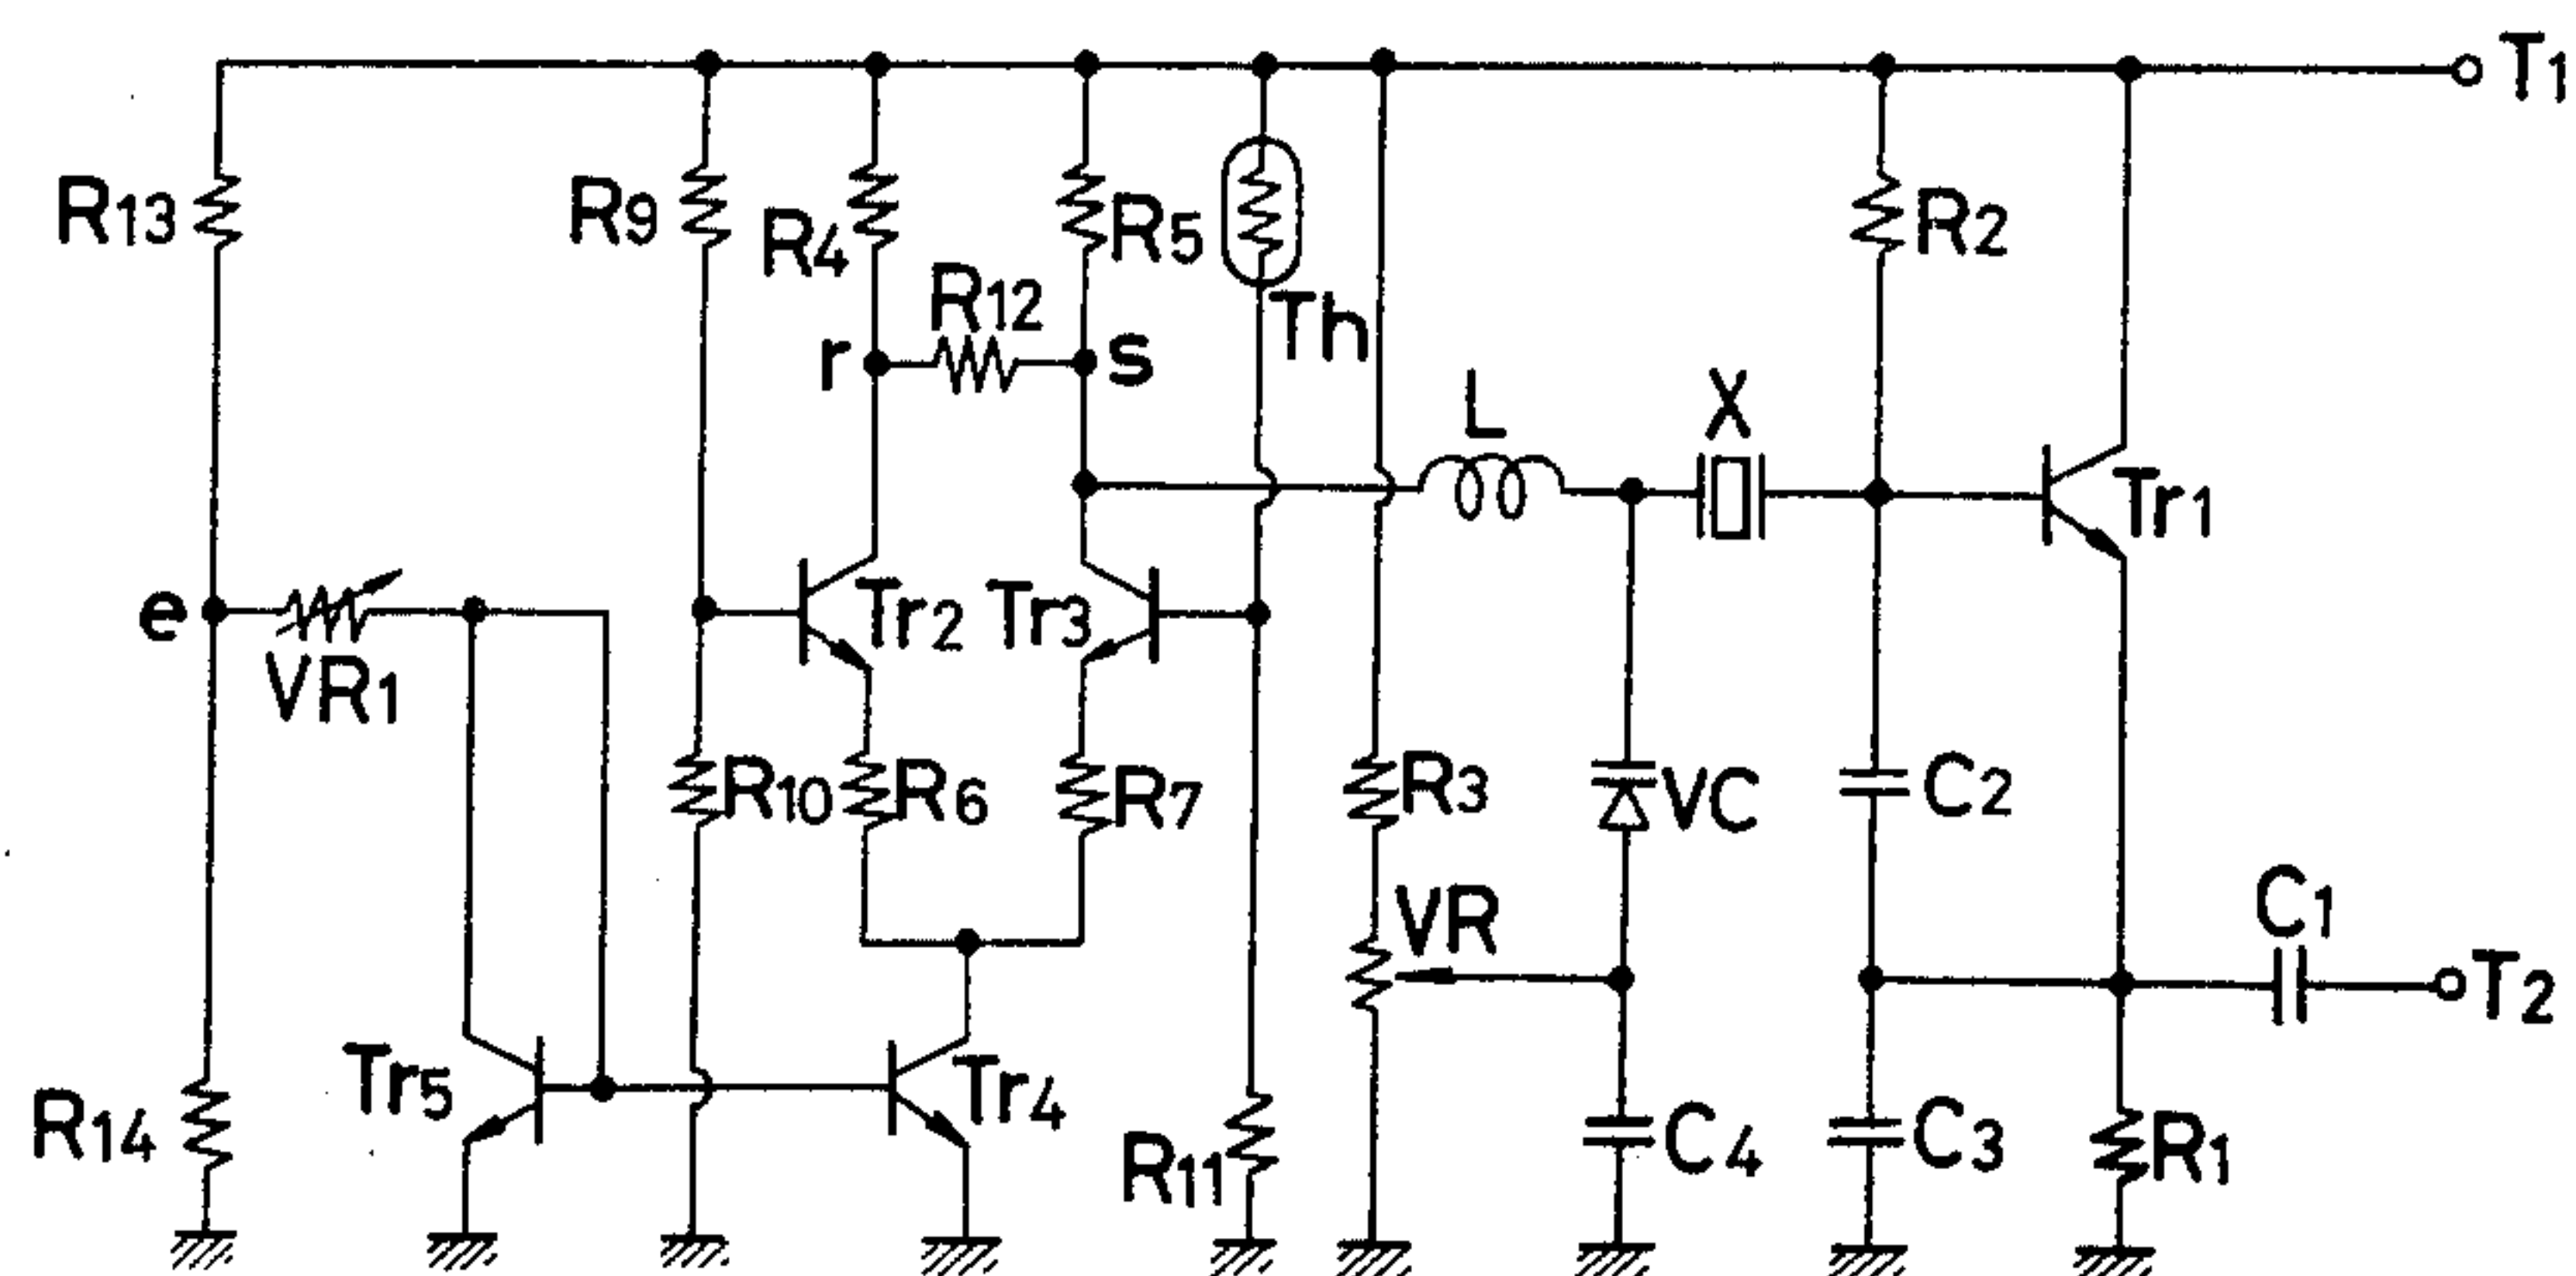 T1
R13
R9
R4
R5
R2
R12
Th
r
s
L
X
Tr1
e
VR1
Tr2
Tr3
R10
R6
R7
R3
VC
C2
VR
C1
T2
Tr5
Tr4
R14
R11
C4
C3
R1